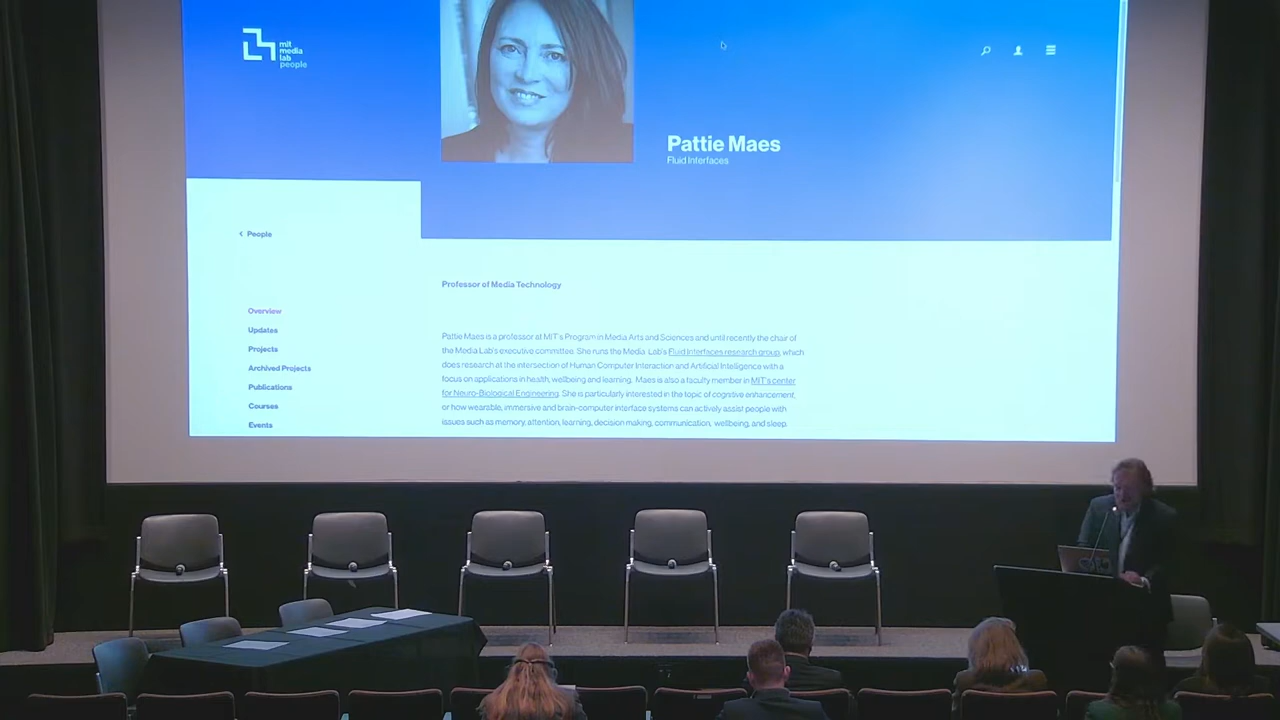 mit
media
lab
people
Pattie Maes
Fluid Interfaces
People
Professor of Media Technology
Overview
Updates
Projects
Archived Projects
Publications
Courses
Events
Pattie Maes is a professor at MIT's Program in Media Arts and Sciences and until recently the chair of
the Media Lab's executive committee. She runs the Media Lab's Fluid Interfaces research group, which
does research at the intersection of Human Computer Interaction and Artificial Intelligence with a
focus on applications in health, wellbeing and learning. Maes is also a faculty member in MIT's center
for Neuro-Biological Engineering. She is particularly interested in the topic of cognitive enhancement,
or how wearable, immersive and brain-computer interface systems can actively assist people with
issues such as memory, attention, learning, decision making, communication, wellbeing, and sleep.